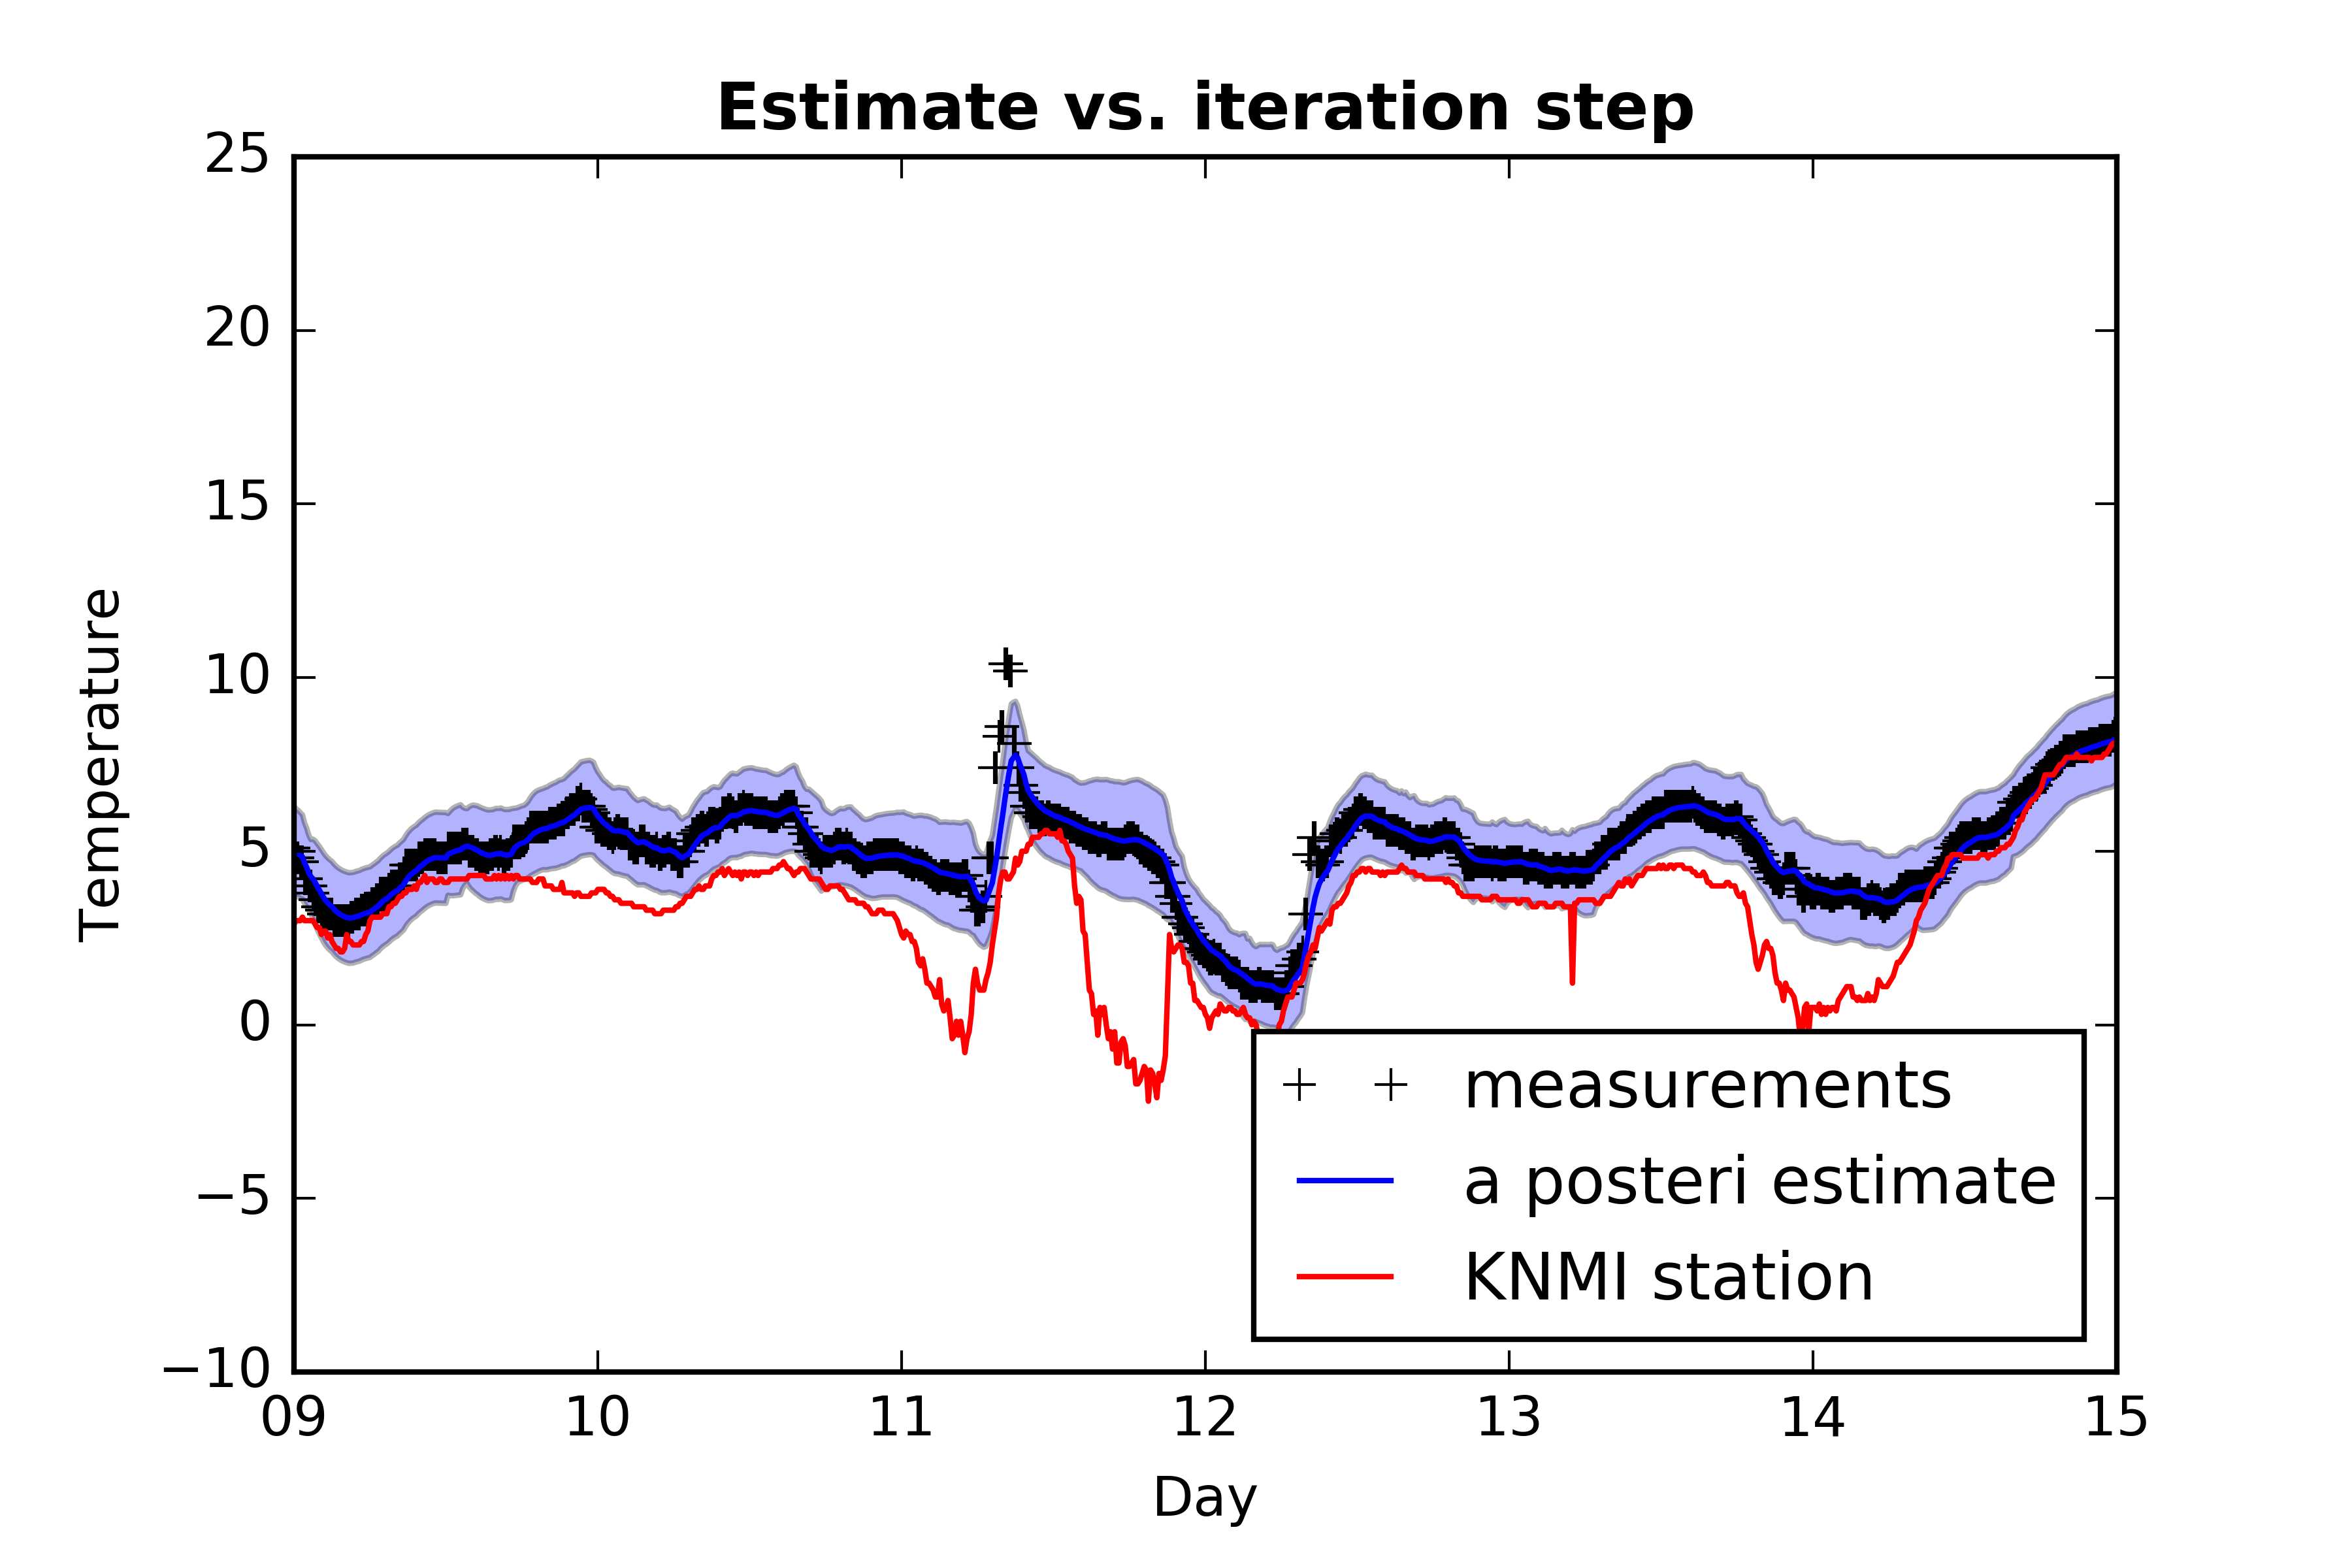 Estimate vs. iteration step
25
20
15
10
5
0
−5
−10
Temperature
measurements
a posteri estimate
KNMI station
09 10 11 12 13 14 15
Day